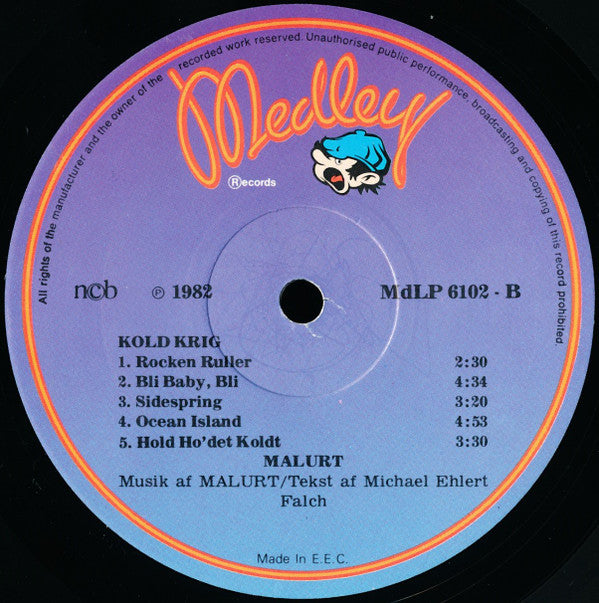 All rights of the manufacturer and the owner of the recorded work reserved. Unauthorised public performance, broadcasting and copying of this record prohibited.
Medley
Records
ncb ℗ 1982 MdLP 6102 - B
KOLD KRIG
1. Rocken Ruller 2:30
2. Bli Baby, Bli 4:34
3. Sidespring 3:20
4. Ocean Island 4:53
5. Hold Ho'det Koldt 3:30
MALURT
Musik af MALURT/Tekst af Michael Ehlert
Falch
Made In E.E.C.